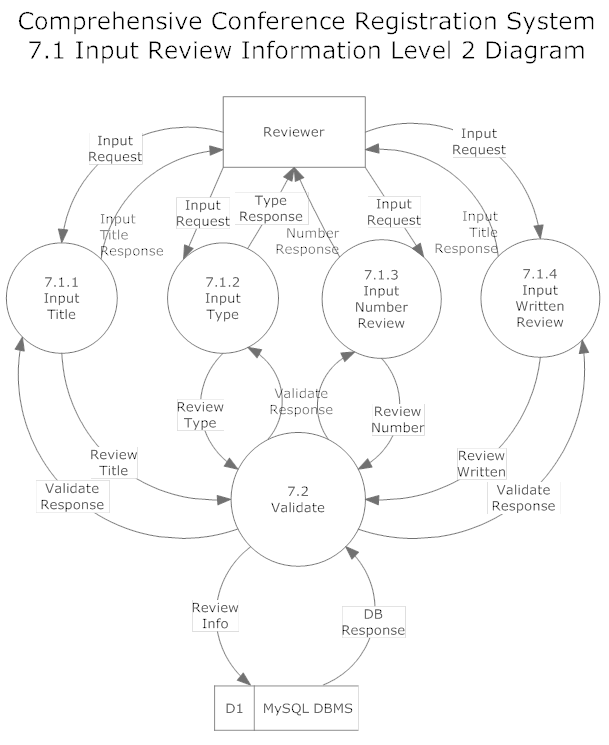 Comprehensive Conference Registration System
7.1 Input Review Information Level 2 Diagram
Reviewer
Input
Request
Input
Title
Response
Input
Request
Type
Response
Number
Response
Input
Request
Input
Title
Response
Input
Request
7.1.1
Input
Title
7.1.2
Input
Type
7.1.3
Input
Number
Review
7.1.4
Input
Written
Review
Review
Type
Validate
Response
Review
Number
Review
Title
Review
Written
Validate
Response
Validate
Response
7.2
Validate
Review
Info
DB
Response
D1
MySQL DBMS